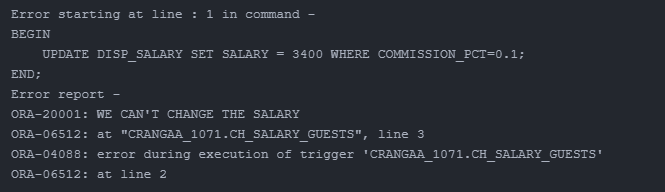 Error starting at line : 1 in command -
BEGIN
    UPDATE DISP_SALARY SET SALARY = 3400 WHERE COMMISSION_PCT=0.1;
END;
Error report -
ORA-20001: WE CAN'T CHANGE THE SALARY
ORA-06512: at "CRANGAA_1071.CH_SALARY_GUESTS", line 3
ORA-04088: error during execution of trigger 'CRANGAA_1071.CH_SALARY_GUESTS'
ORA-06512: at line 2